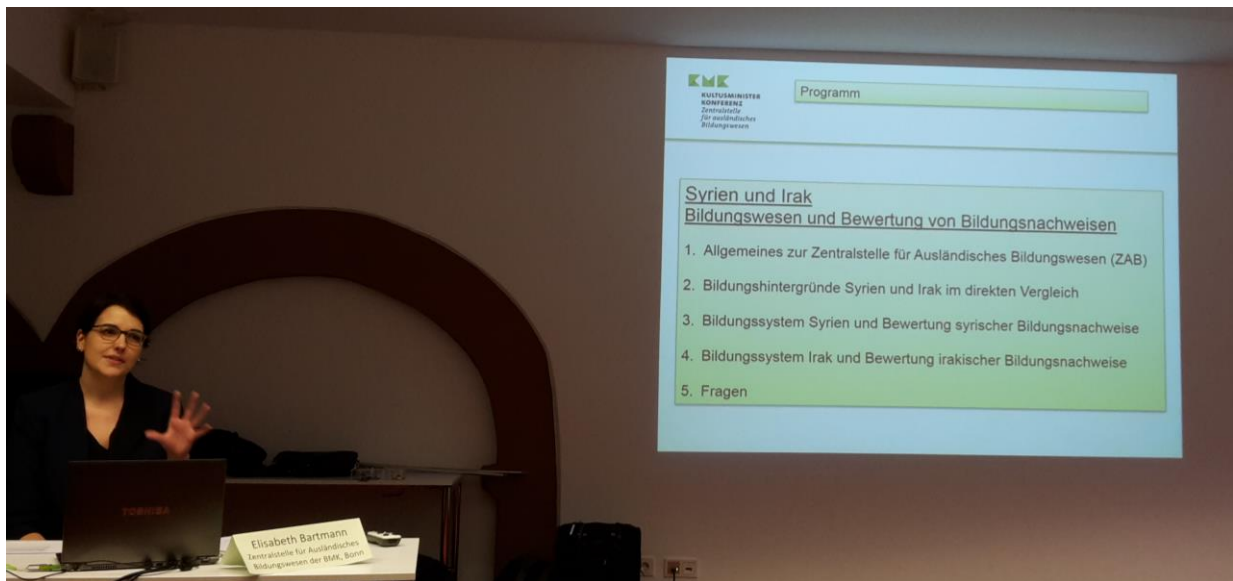 KMK
KULTUSMINISTER
KONFERENZ
Zentralstelle
für ausländisches
Bildungswesen
Programm
Syrien und Irak
Bildungswesen und Bewertung von Bildungsnachweisen
1. Allgemeines zur Zentralstelle für Ausländisches Bildungswesen (ZAB)
2. Bildungshintergründe Syrien und Irak im direkten Vergleich
3. Bildungssystem Syrien und Bewertung syrischer Bildungsnachweise
4. Bildungssystem Irak und Bewertung irakischer Bildungsnachweise
5. Fragen
TOSHIBA
Elisabeth Bartmann
Zentralstelle für Ausländisches
Bildungswesen der BMK, Bonn